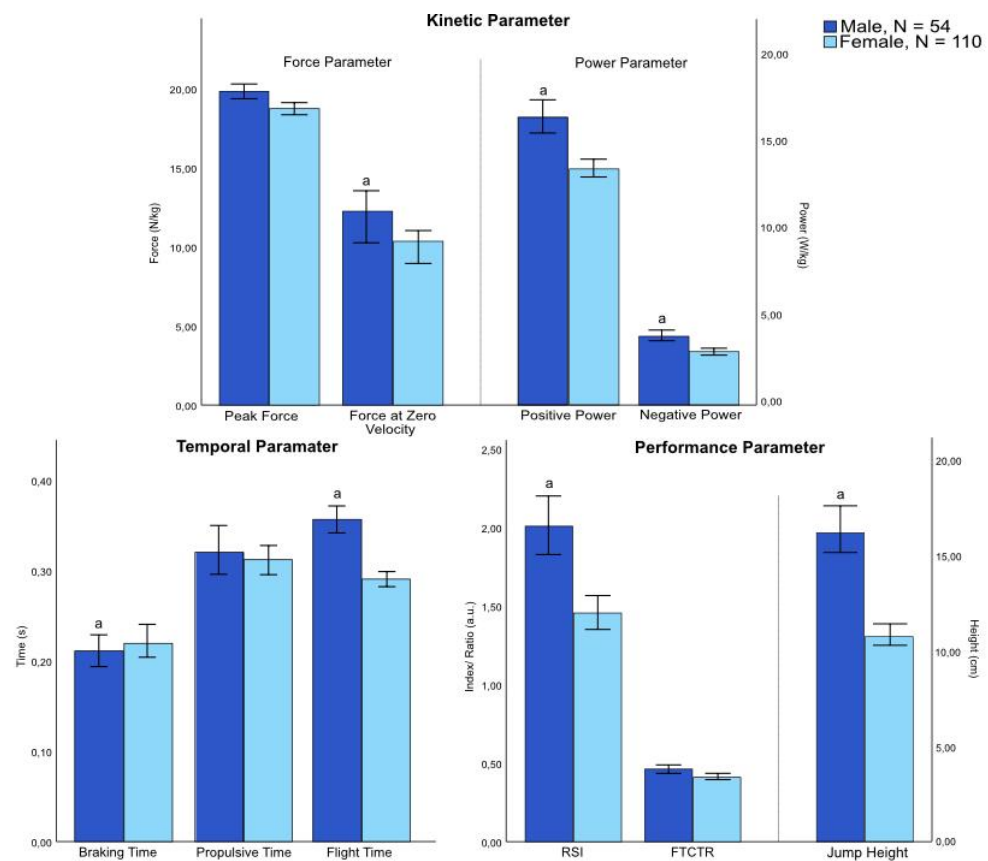 Kinetic Parameter
Male, N = 54
Female, N = 110
Force Parameter
Power Parameter
20,00
15,00
10,00
5,00
0,00
Force (N/kg)
a
a
a
20,00
15,00
10,00
5,00
0,00
Power (W/kg)
Peak Force
Force at Zero
Velocity
Positive Power
Negative Power
Temporal Paramater
0,40
0,30
0,20
0,10
0,00
Time (s)
a
a
Braking Time
Propulsive Time
Flight Time
Performance Parameter
2,50
2,00
1,50
1,00
0,50
0,00
Index/ Ratio (a.u.)
a
a
20,00
15,00
10,00
5,00
0,00
Height (cm)
RSI
FTCTR
Jump Height